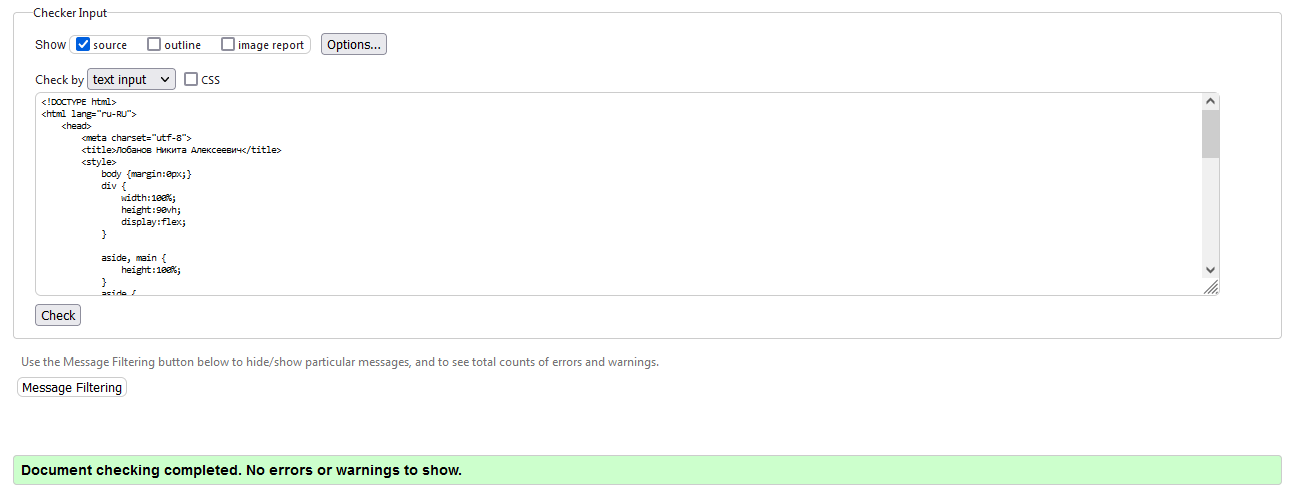 Checker Input
Show source outline image report Options...
Check by text input CSS
<!DOCTYPE html>
<html lang="ru-RU">
<head>
<meta charset="utf-8">
<title>Лобанов Никита Алексеевич</title>
<style>
body {margin:0px;}
div {
width:100%;
height:90vh;
display:flex;
}
aside, main {
height:100%;
}
aside {
Check
Use the Message Filtering button below to hide/show particular messages, and to see total counts of errors and warnings.
Message Filtering
Document checking completed. No errors or warnings to show.